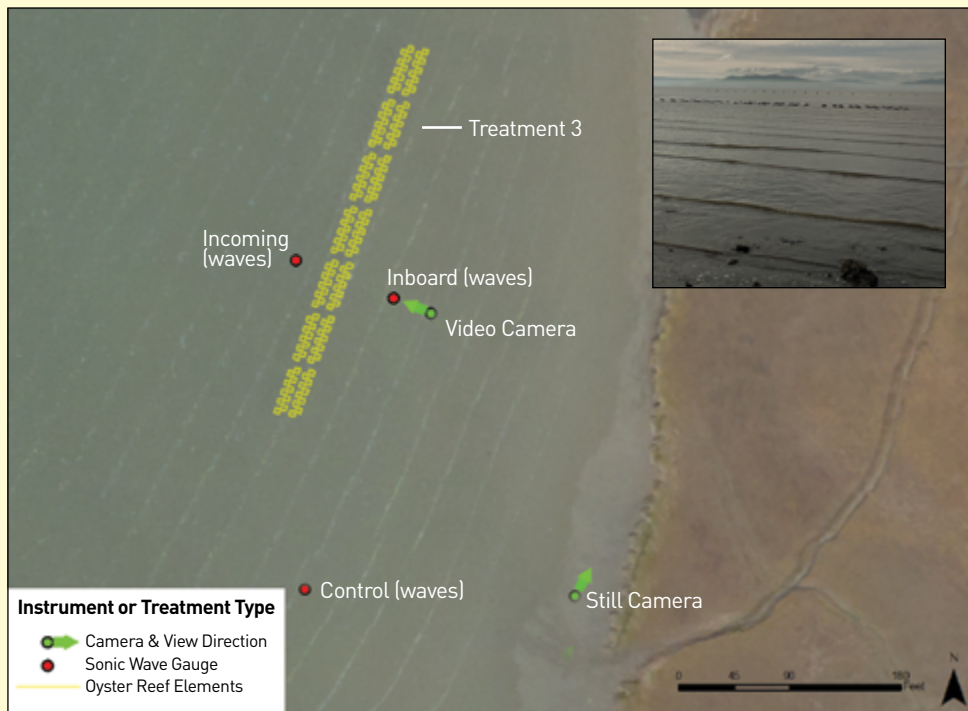 Treatment 3
Incoming
(waves)
Inboard (waves)
Video Camera
Control (waves)
Still Camera
Instrument or Treatment Type
Camera & View Direction
Sonic Wave Gauge
Oyster Reef Elements
N
0 45 90 180
Feet